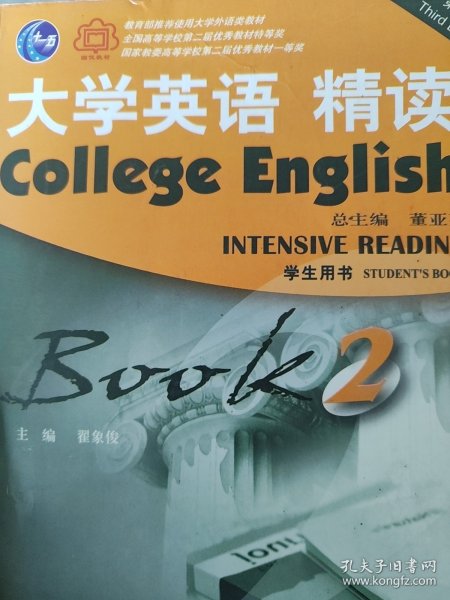 教育部推荐使用大学外语类教材
全国高等学校第二届优秀教材特等奖
国家教委高等学校第二届优秀教材一等奖
十一五
Third
大学英语 精读
College English
总主编 董亚
INTENSIVE READIN
学生用书 STUDENT'S BOO
Book 2
主编 翟象俊
孔夫子旧书网
www.kongfz.com